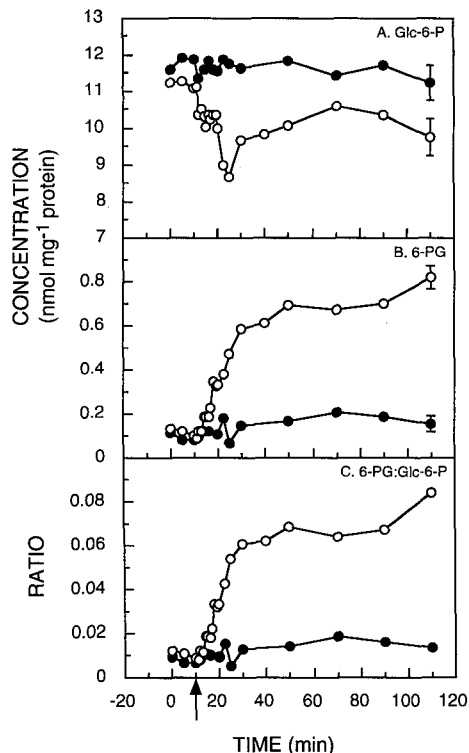 A. Glc-6-P
13
12
11
10
9
8
7
CONCENTRATION
(nmol mg⁻¹ protein)
B. 6-PG
0.8
0.6
0.4
0.2
0
C. 6-PG:Glc-6-P
0.08
0.06
0.04
0.02
0
RATIO
-20 0 20 40 60 80 100 120
TIME (min)